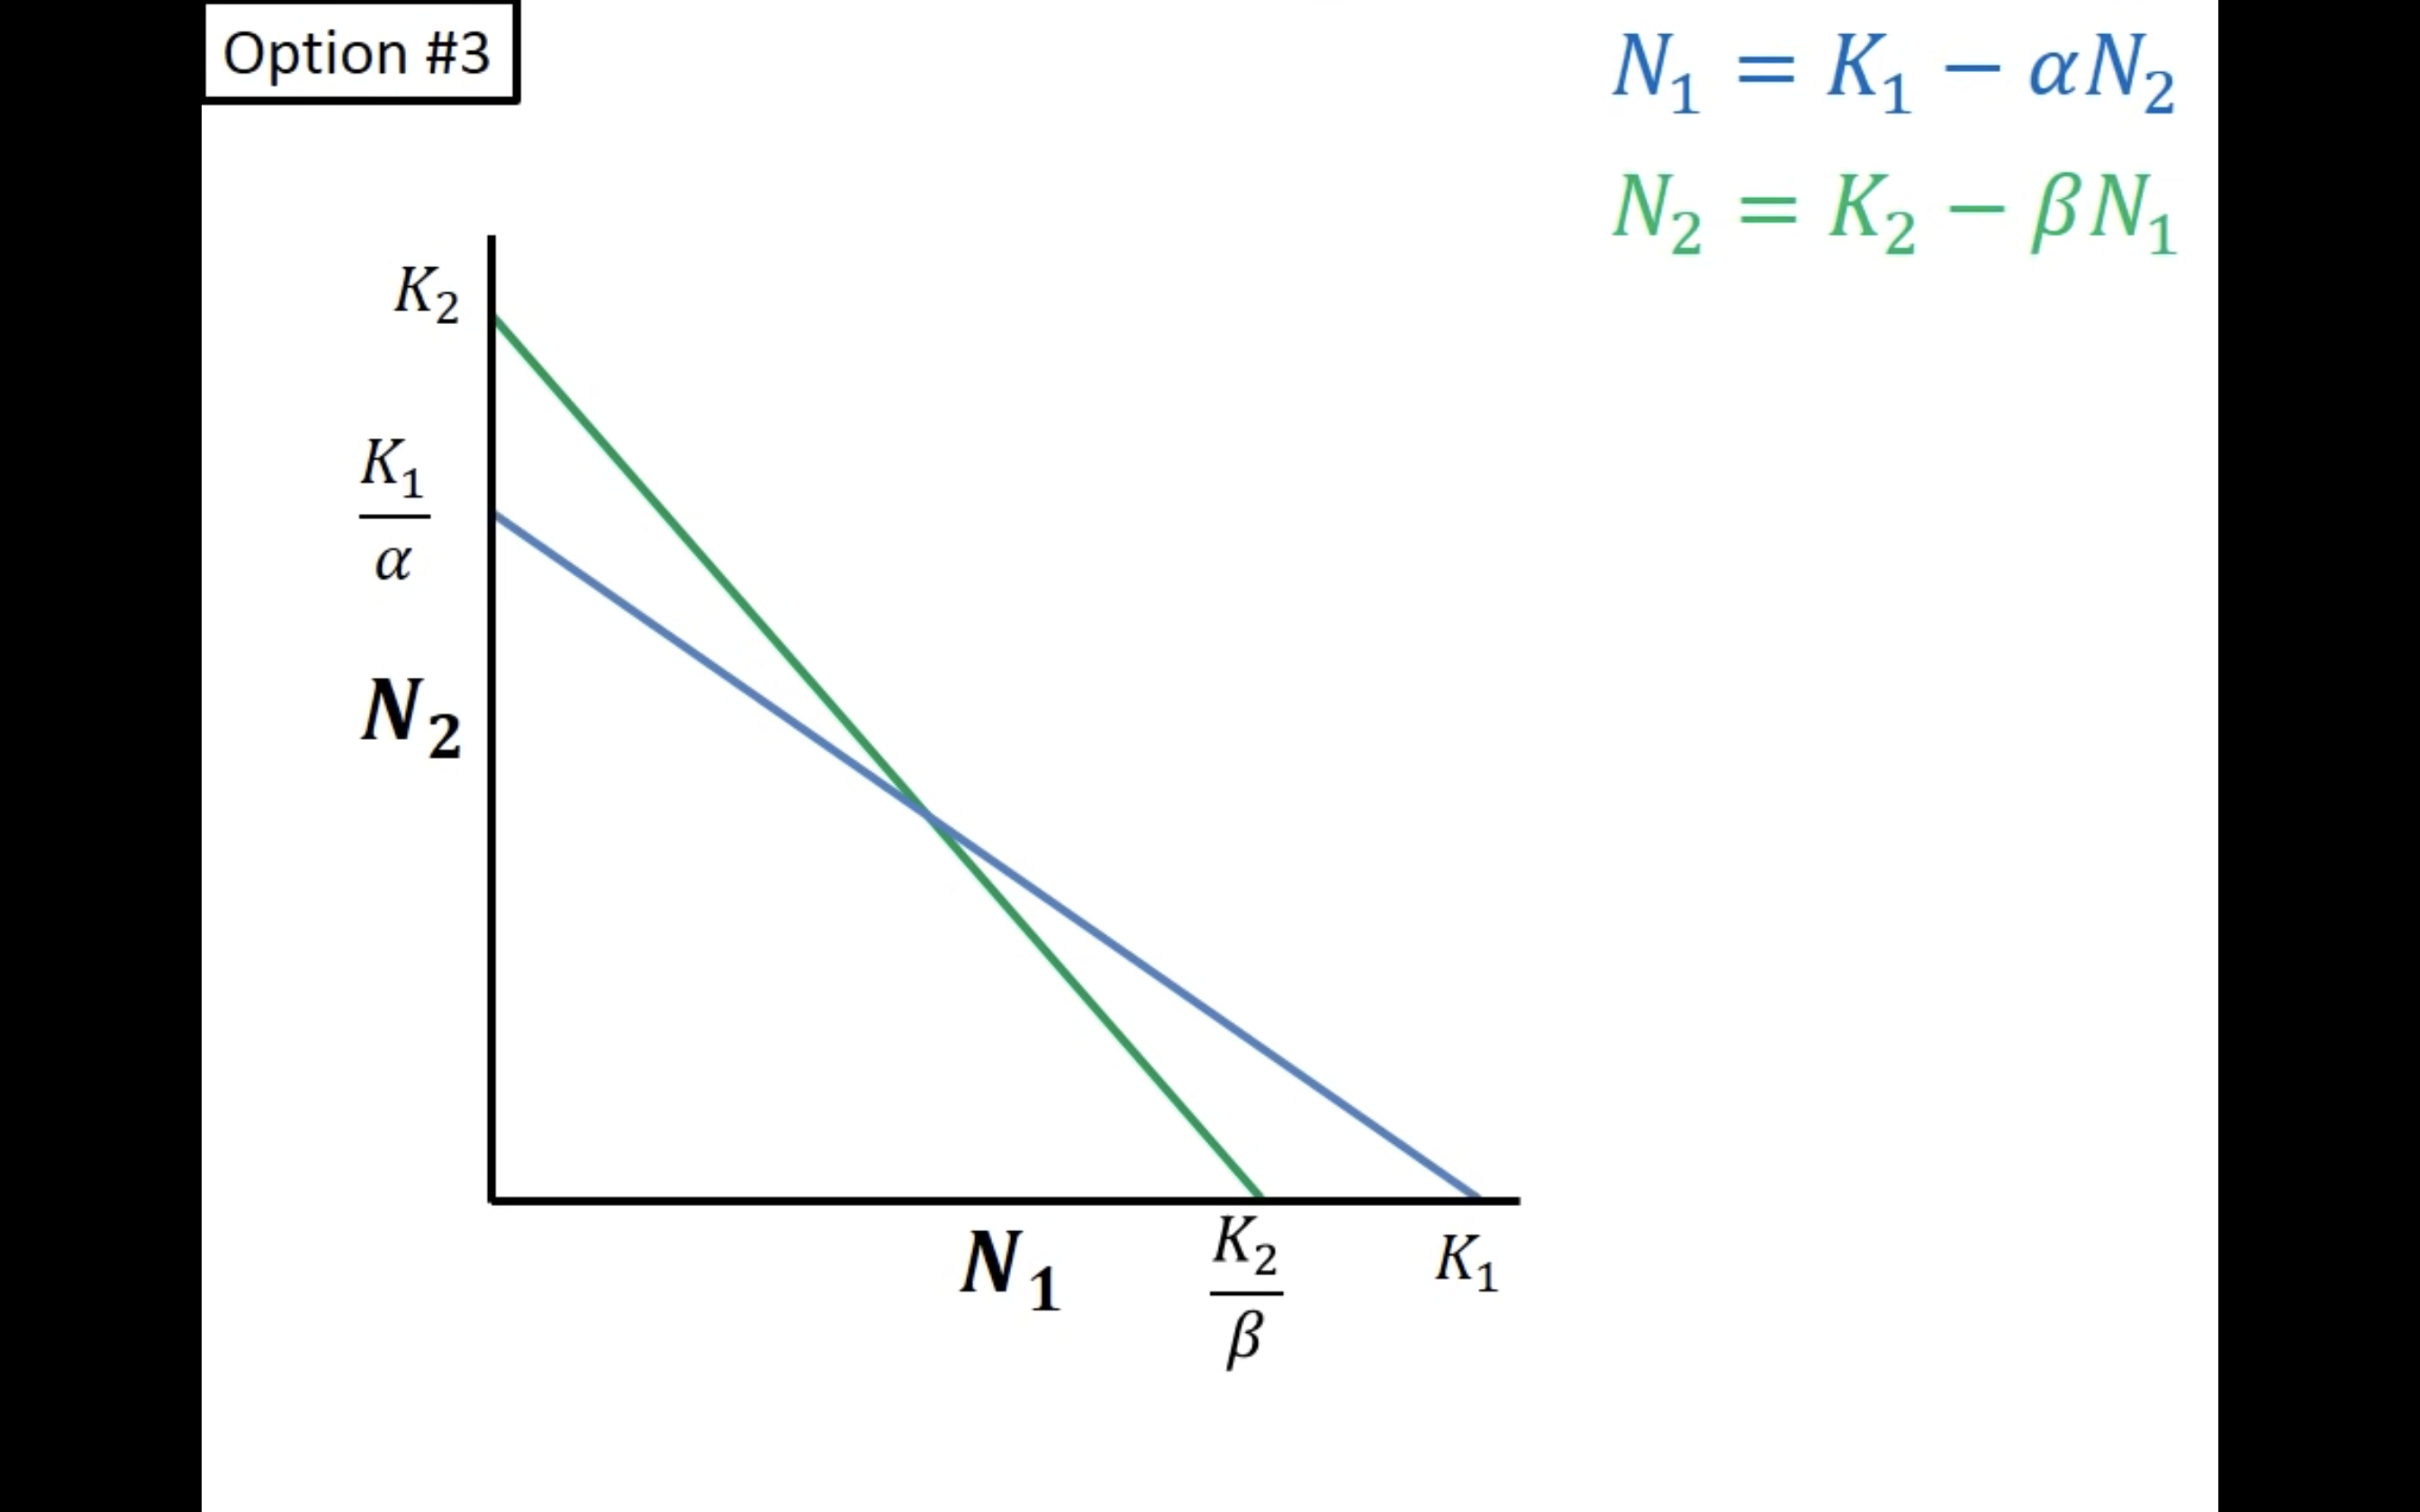 Option #3
N₁ = K₁ − αN₂
N₂ = K₂ − βN₁
K₂
K₁
α
N₂
N₁
K₂
β
K₁